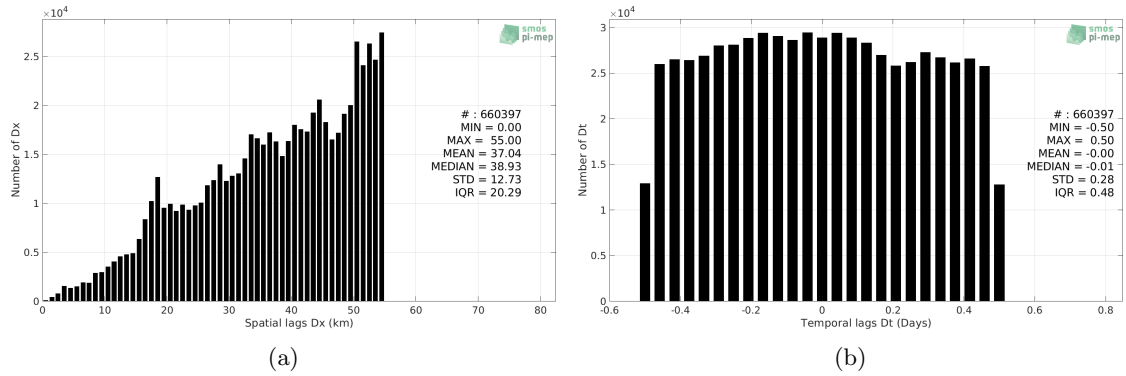 ×10⁴
Number of Dx
2.5
2
1.5
1
0.5
0
0 10 20 30 40 50 60 70 80
Spatial lags Dx (km)
smos
pi-mep
# : 660397
MIN = 0.00
MAX = 55.00
MEAN = 37.04
MEDIAN = 38.93
STD = 12.73
IQR = 20.29
(a)
×10⁴
Number of Dt
3
2.5
2
1.5
1
0.5
0
-0.6 -0.4 -0.2 0 0.2 0.4 0.6 0.8
Temporal lags Dt (Days)
smos
pi-mep
# : 660397
MIN = -0.50
MAX = 0.50
MEAN = -0.00
MEDIAN = -0.01
STD = 0.28
IQR = 0.48
(b)